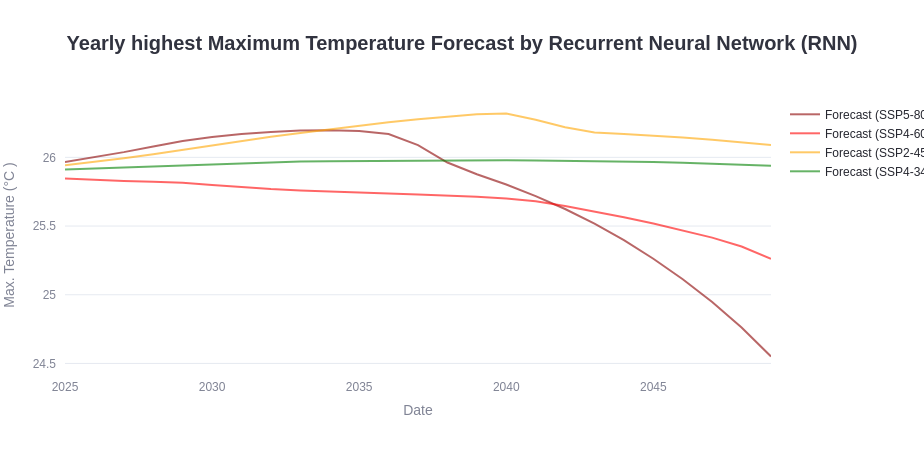 Yearly highest Maximum Temperature Forecast by Recurrent Neural Network (RNN)
Forecast (SSP5-80
Forecast (SSP4-60
Forecast (SSP2-45
Forecast (SSP4-34
Max. Temperature (°C )
26
25.5
25
24.5
2025
2030
2035
2040
2045
Date